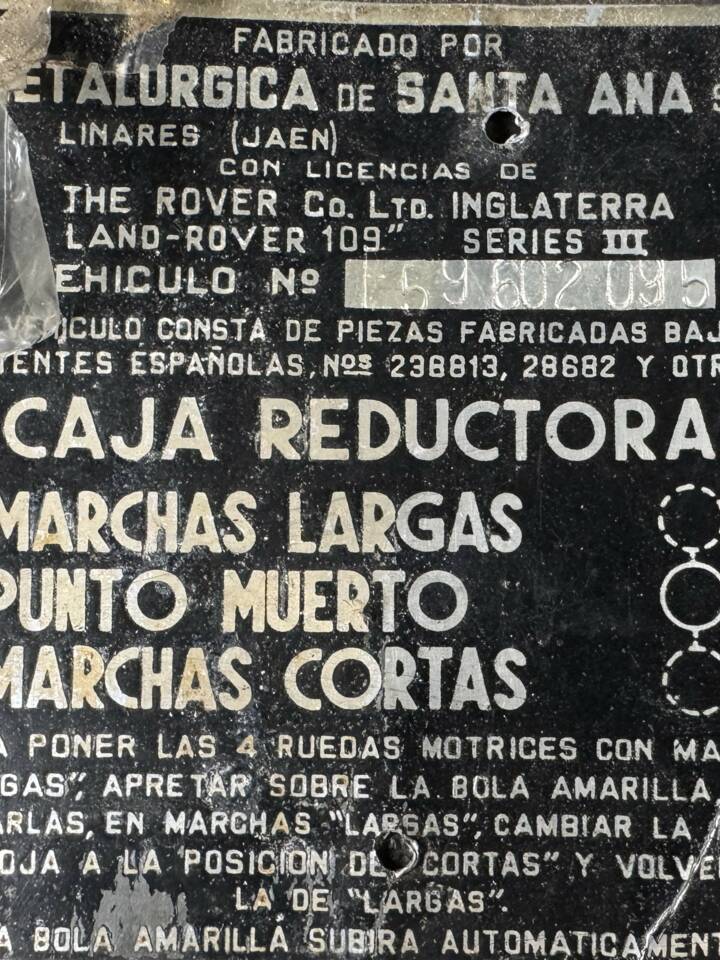 FABRICADO POR
METALURGICA DE SANTA ANA S
LINARES (JAEN)
CON LICENCIAS DE
THE ROVER Co. LTD. INGLATERRA
LAND-ROVER 109" SERIES III
EHICULO Nº 59602095
VEHICULO CONSTA DE PIEZAS FABRICADAS BAJ
TENTES ESPAÑOLAS, Nos 238813, 28682 Y OTR
CAJA REDUCTORA
MARCHAS LARGAS
PUNTO MUERTO
MARCHAS CORTAS
A PONER LAS 4 RUEDAS MOTRICES CON MA
GAS", APRETAR SOBRE LA BOLA AMARILLA
ARLAS, EN MARCHAS "LARGAS", CAMBIAR LA
OJA A LA POSICION DE "CORTAS" Y VOLVE
LA DE "LARGAS".
A BOLA AMARILLA SUBIRA AUTOMATICAMENT